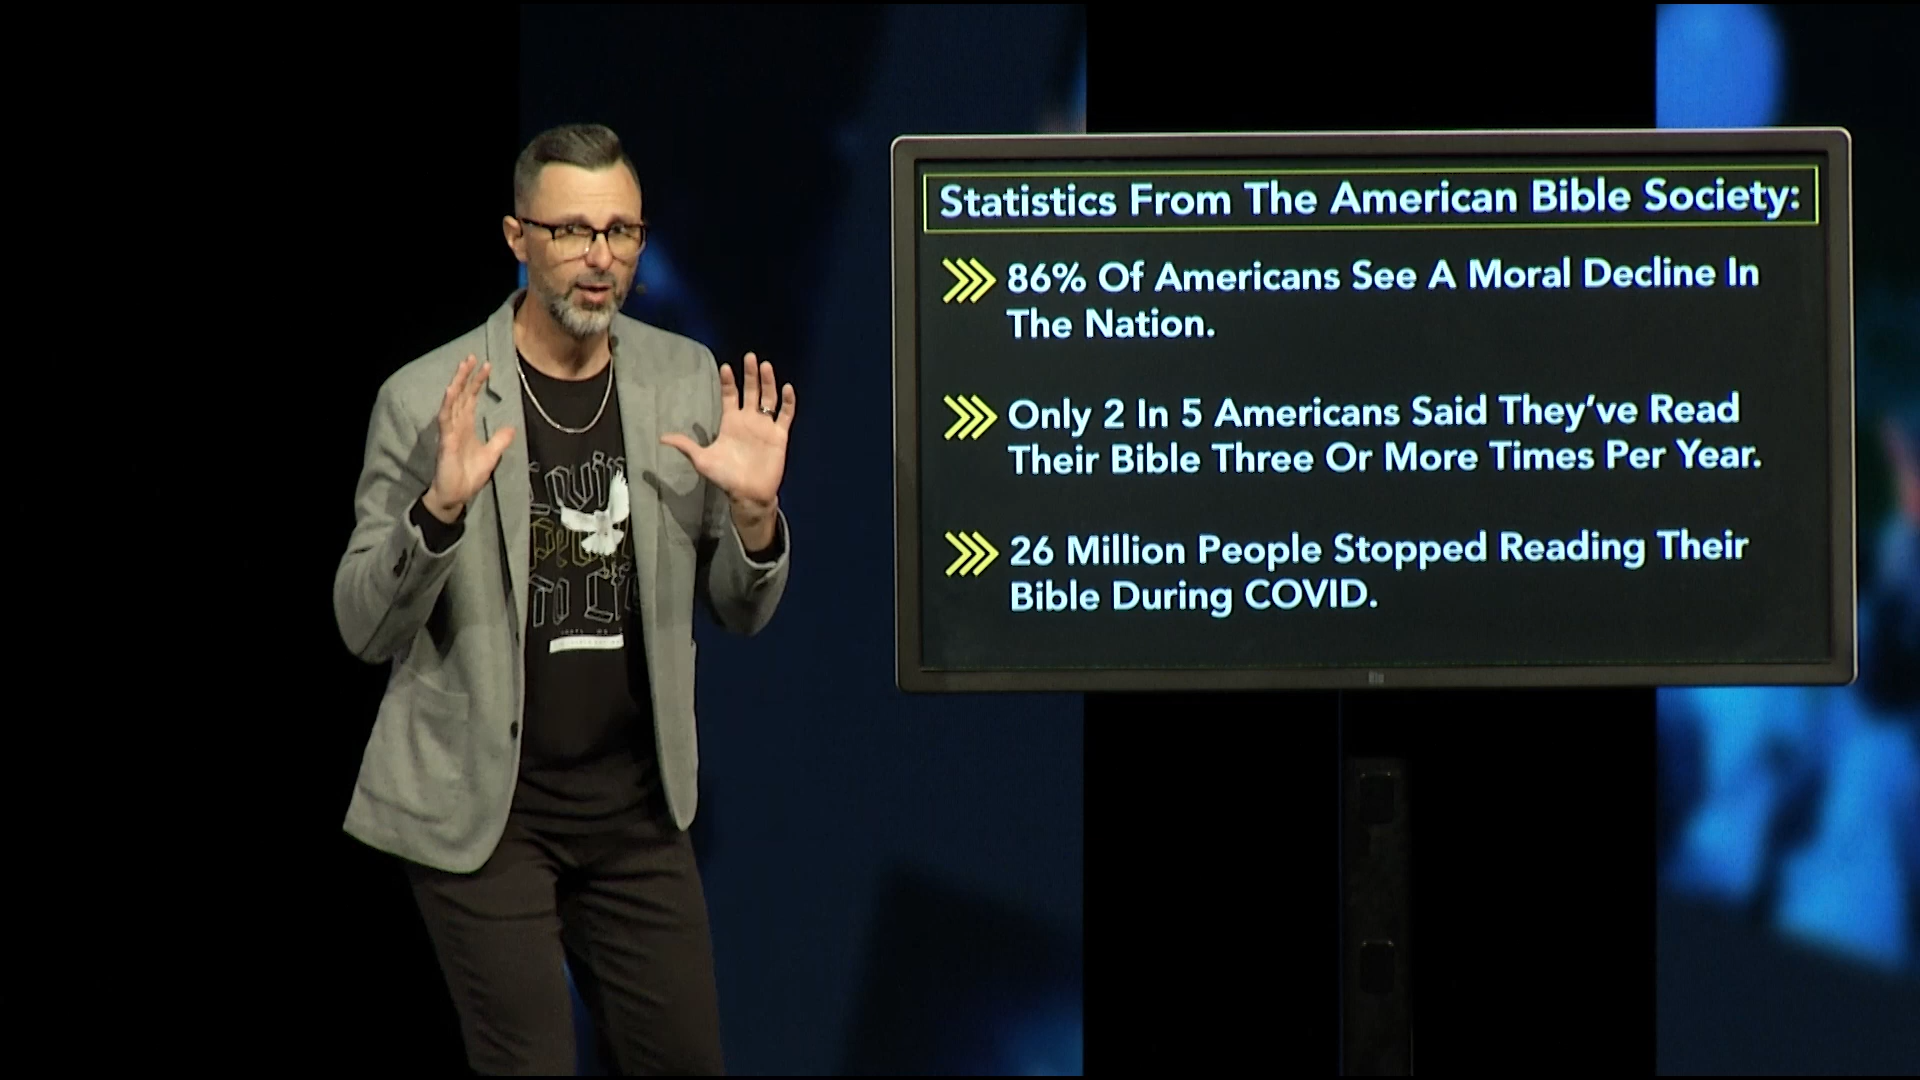 Statistics From The American Bible Society:
86% Of Americans See A Moral Decline In
The Nation.
Only 2 In 5 Americans Said They've Read
Their Bible Three Or More Times Per Year.
26 Million People Stopped Reading Their
Bible During COVID.